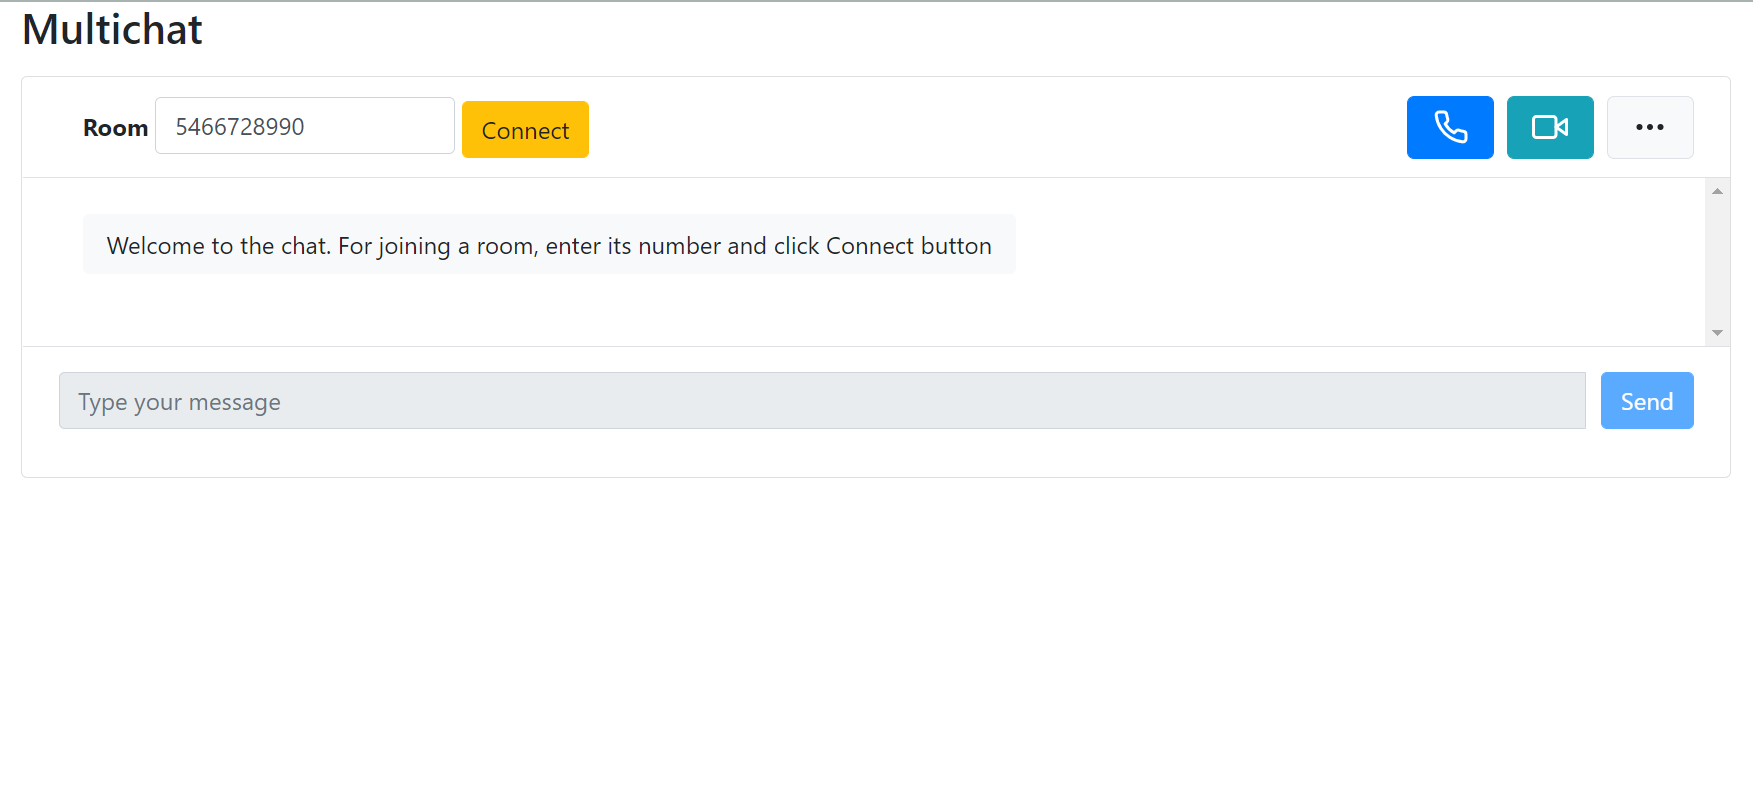 Multichat
Room 5466728990 Connect
Welcome to the chat. For joining a room, enter its number and click Connect button
Type your message Send